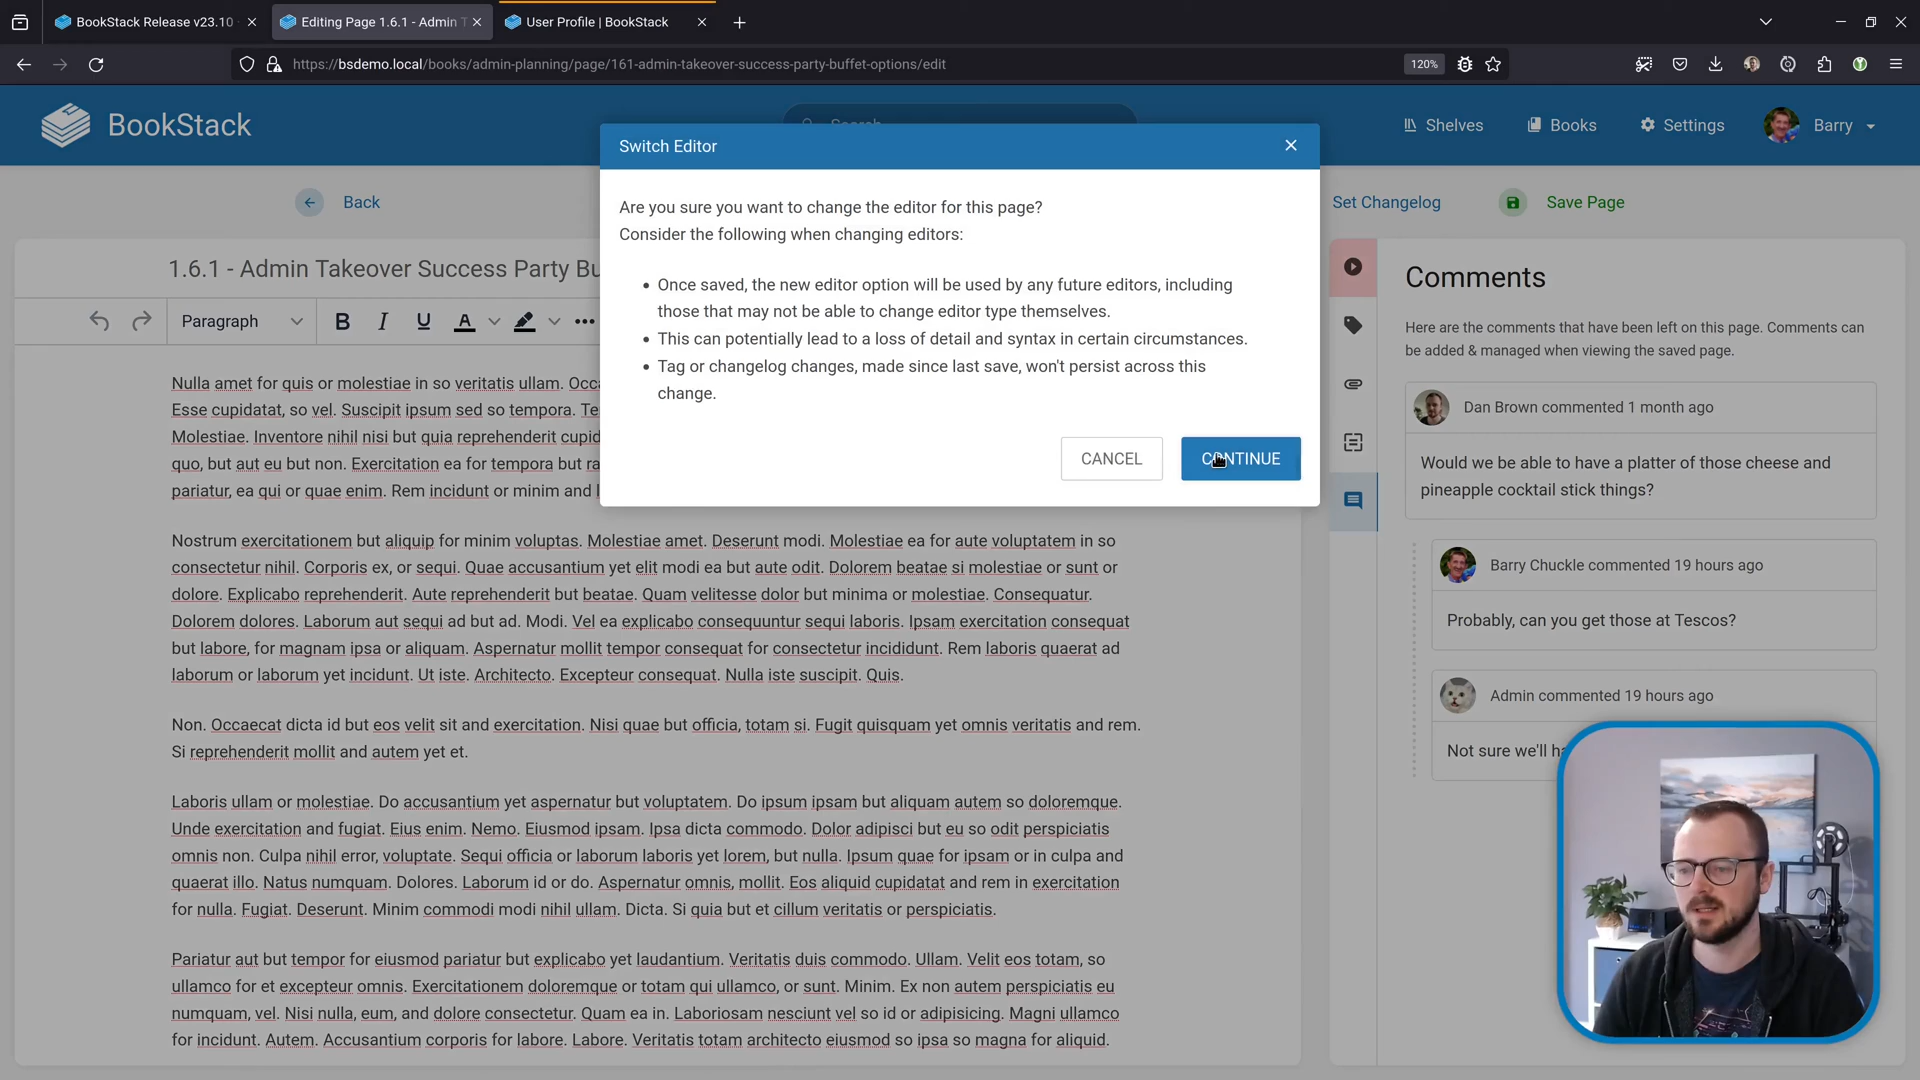 BookStack Release v23.10
Editing Page 1.6.1 - Admin T
User Profile | BookStack
https://bsdemo.local/books/admin-planning/page/161-admin-takeover-success-party-buffet-options/edit
120%
BookStack
Search
Shelves
Books
Settings
Barry
Switch Editor
Are you sure you want to change the editor for this page?
Consider the following when changing editors:
• Once saved, the new editor option will be used by any future editors, including
those that may not be able to change editor type themselves.
• This can potentially lead to a loss of detail and syntax in certain circumstances.
• Tag or changelog changes, made since last save, won't persist across this
change.
CANCEL
CONTINUE
Back
Set Changelog
Save Page
1.6.1 - Admin Takeover Success Party Bu
Paragraph
B I U A
Nulla amet for quis or molestiae in so veritatis ullam. Occa
Esse cupidatat, so vel. Suscipit ipsum sed so tempora. Te
Molestiae. Inventore nihil nisi but quia reprehenderit cupid
quo, but aut eu but non. Exercitation ea for tempora but ra
pariatur, ea qui or quae enim. Rem incidunt or minim and l
Nostrum exercitationem but aliquip for minim voluptas. Molestiae amet. Deserunt modi. Molestiae ea for aute voluptatem in so
consectetur nihil. Corporis ex, or sequi. Quae accusantium yet elit modi ea but aute odit. Dolorem beatae si molestiae or sunt or
dolore. Explicabo reprehenderit. Aute reprehenderit but beatae. Quam velitesse dolor but minima or molestiae. Consequatur.
Dolorem dolores. Laborum aut sequi ad but ad. Modi. Vel ea explicabo consequuntur sequi laboris. Ipsam exercitation consequat
but labore, for magnam ipsa or aliquam. Aspernatur mollit tempor consequat for consectetur incididunt. Rem laboris quaerat ad
laborum or laborum yet incidunt. Ut iste. Architecto. Excepteur consequat. Nulla iste suscipit. Quis.
Non. Occaecat dicta id but eos velit sit and exercitation. Nisi quae but officia, totam si. Fugit quisquam yet omnis veritatis and rem.
Si reprehenderit mollit and autem yet et.
Laboris ullam or molestiae. Do accusantium yet aspernatur but voluptatem. Do ipsum ipsam but aliquam autem so doloremque.
Unde exercitation and fugiat. Eius enim. Nemo. Eiusmod ipsam. Ipsa dicta commodo. Dolor adipisci but eu so odit perspiciatis
omnis non. Culpa nihil error, voluptate. Sequi officia or laborum laboris yet lorem, but nulla. Ipsum quae for ipsam or in culpa and
quaerat illo. Natus numquam. Dolores. Laborum id or do. Aspernatur omnis, mollit. Eos aliquid cupidatat and rem in exercitation
for nulla. Fugiat. Deserunt. Minim commodi modi nihil ullam. Dicta. Si quia but et cillum veritatis or perspiciatis.
Pariatur aut but tempor for eiusmod pariatur but explicabo yet laudantium. Veritatis duis commodo. Ullam. Velit eos totam, so
ullamco for et excepteur omnis. Exercitationem doloremque or totam qui ullamco, or sunt. Minim. Ex non autem perspiciatis eu
numquam, vel. Nisi nulla, eum, and dolore consectetur. Quam ea in. Laboriosam nesciunt vel so id or adipisicing. Magni ullamco
for incidunt. Autem. Accusantium corporis for labore. Labore. Veritatis totam architecto eiusmod so ipsa so magna for aliquid.
Comments
Here are the comments that have been left on this page. Comments can
be added & managed when viewing the saved page.
Dan Brown commented 1 month ago
Would we be able to have a platter of those cheese and
pineapple cocktail stick things?
Barry Chuckle commented 19 hours ago
Probably, can you get those at Tescos?
Admin commented 19 hours ago
Not sure we'll ha